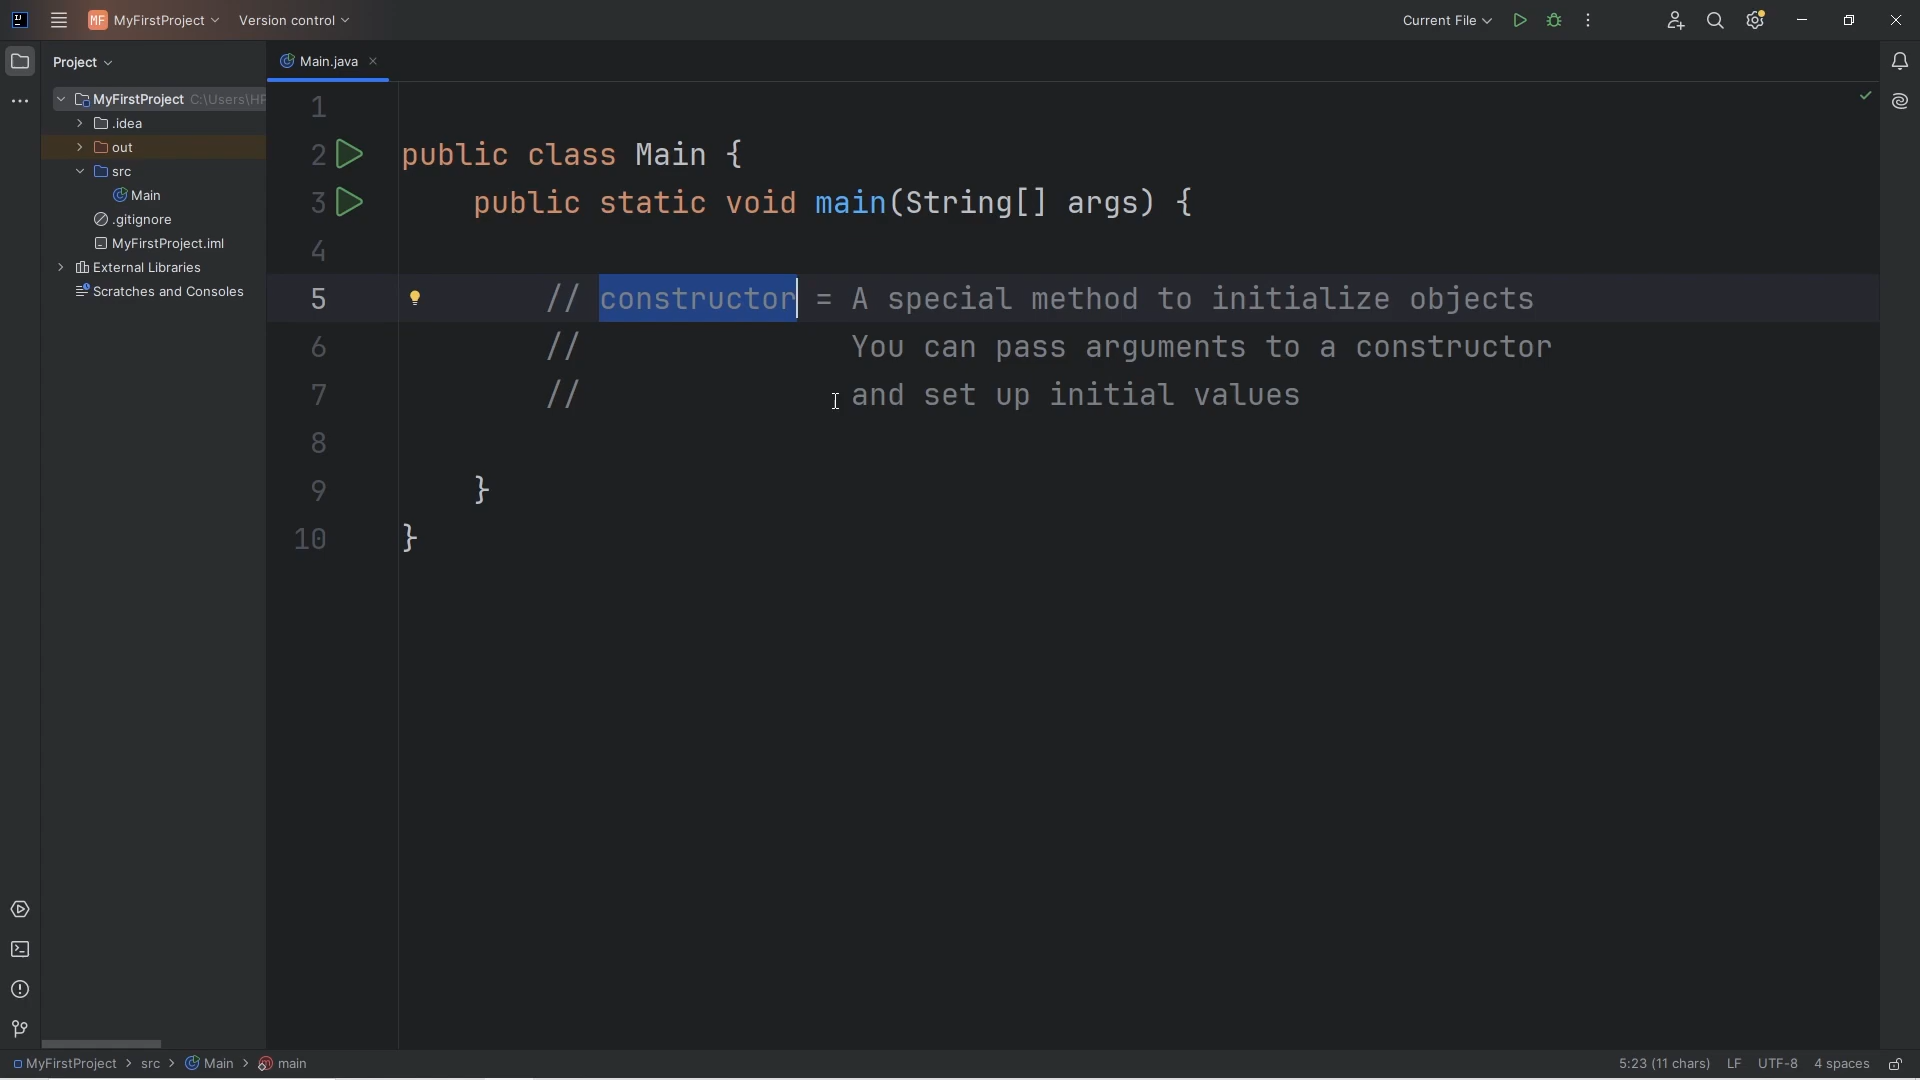 MF MyFirstProject Version control Current File
Project Main.java
MyFirstProject C:\Users\HP
.idea
out
src
Main
.gitignore
MyFirstProject.iml
External Libraries
Scratches and Consoles
1
2 public class Main {
3 public static void main(String[] args) {
4
5 // constructor = A special method to initialize objects
6 // You can pass arguments to a constructor
7 // and set up initial values
8
9 }
10 }
MyFirstProject > src > Main > main 5:23 (11 chars) LF UTF-8 4 spaces